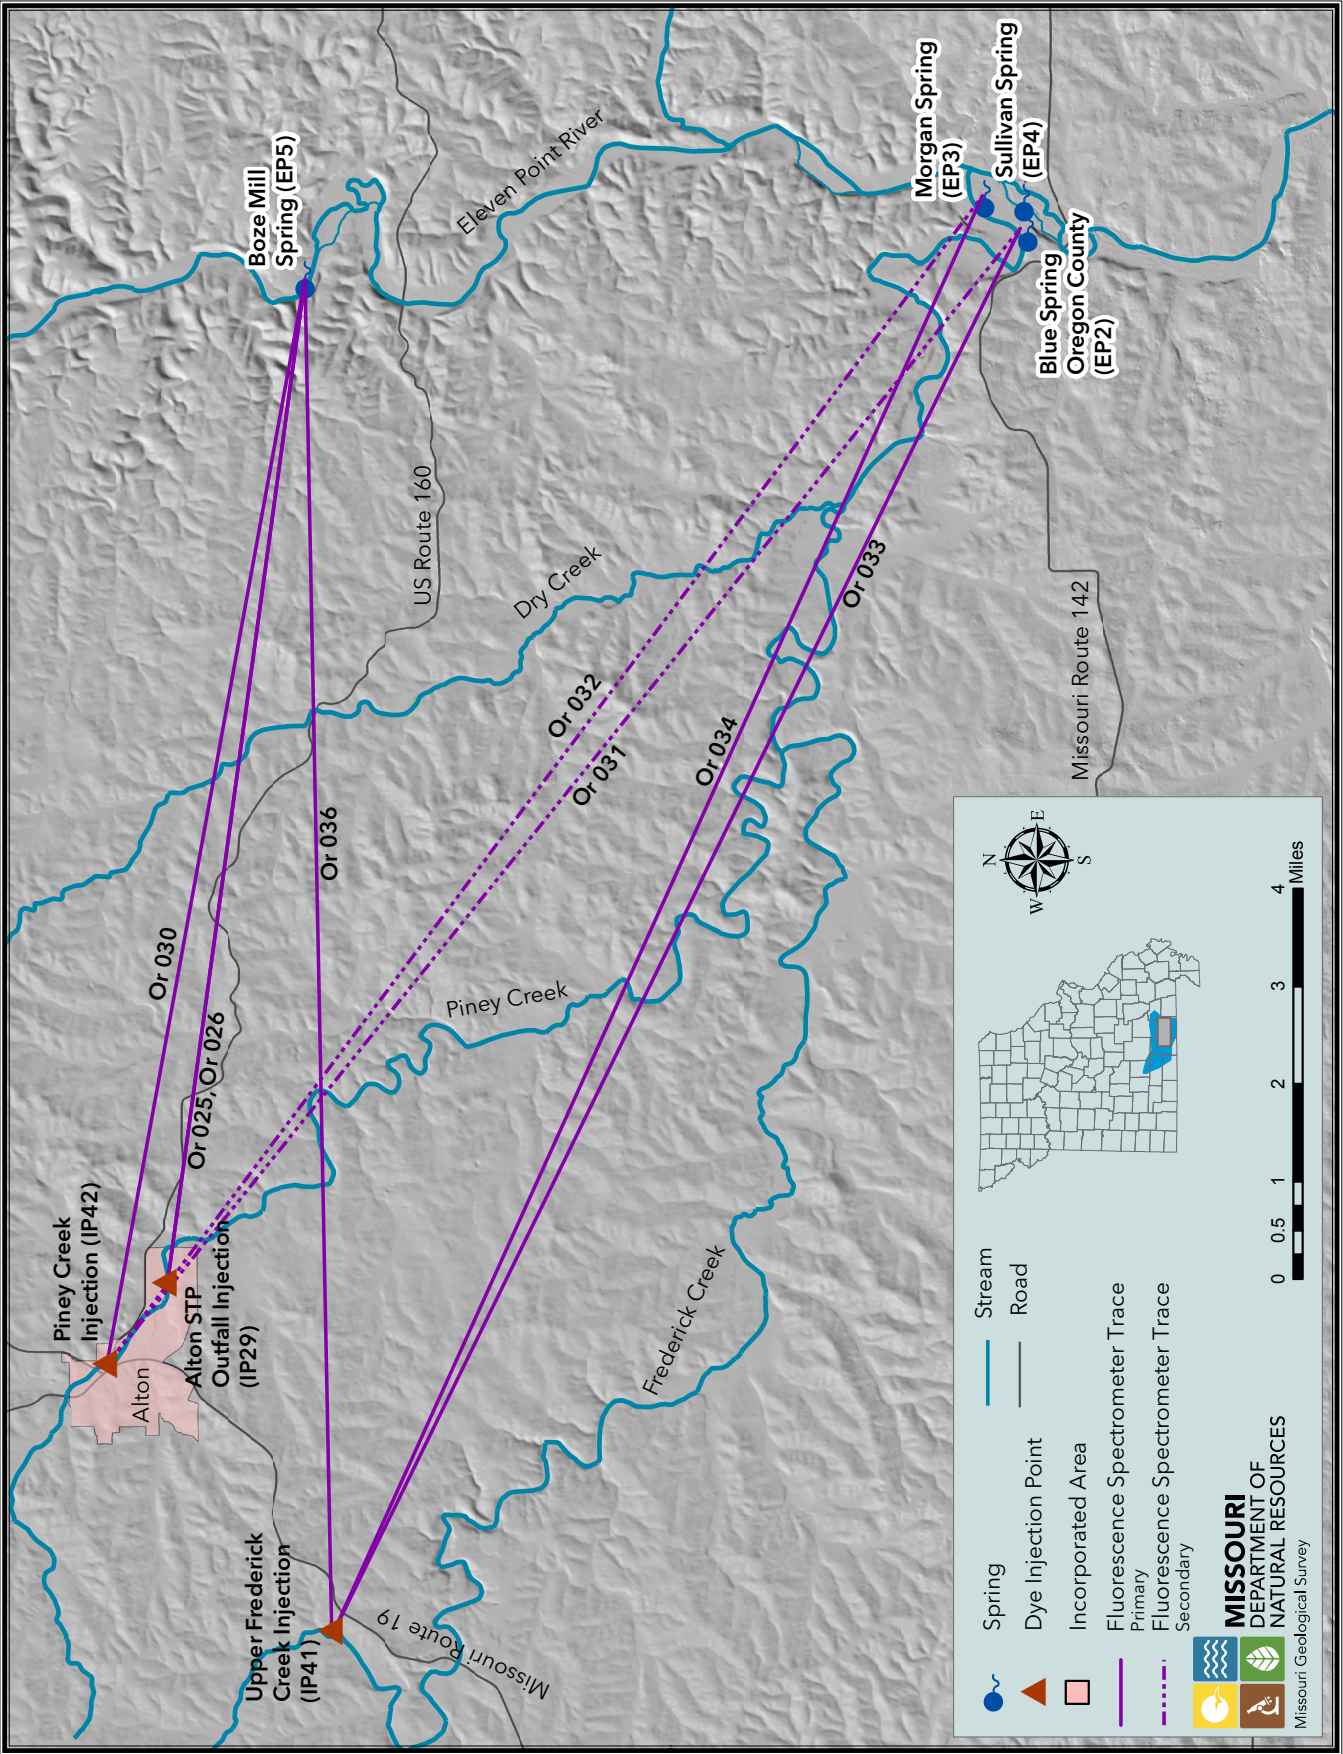 Piney Creek
Injection (IP42)
Alton
Alton STP
Outfall Injection
(IP29)
Upper Frederick
Creek Injection
(IP41)
Missouri Route 19
Or 030
Or 025, Or 026
Or 036
Boze Mill
Spring (EP5)
US Route 160
Eleven Point River
Dry Creek
Piney Creek
Frederick Creek
Or 032
Or 031
Or 034
Or 033
Morgan Spring
(EP3)
Sullivan Spring
(EP4)
Blue Spring
Oregon County
(EP2)
Missouri Route 142
Spring
Dye Injection Point
Incorporated Area
Fluorescence Spectrometer Trace
Primary
Fluorescence Spectrometer Trace
Secondary
Stream
Road
N
W
E
S
0 0.5 1 2 3 4
Miles
MISSOURI
DEPARTMENT OF
NATURAL RESOURCES
Missouri Geological Survey